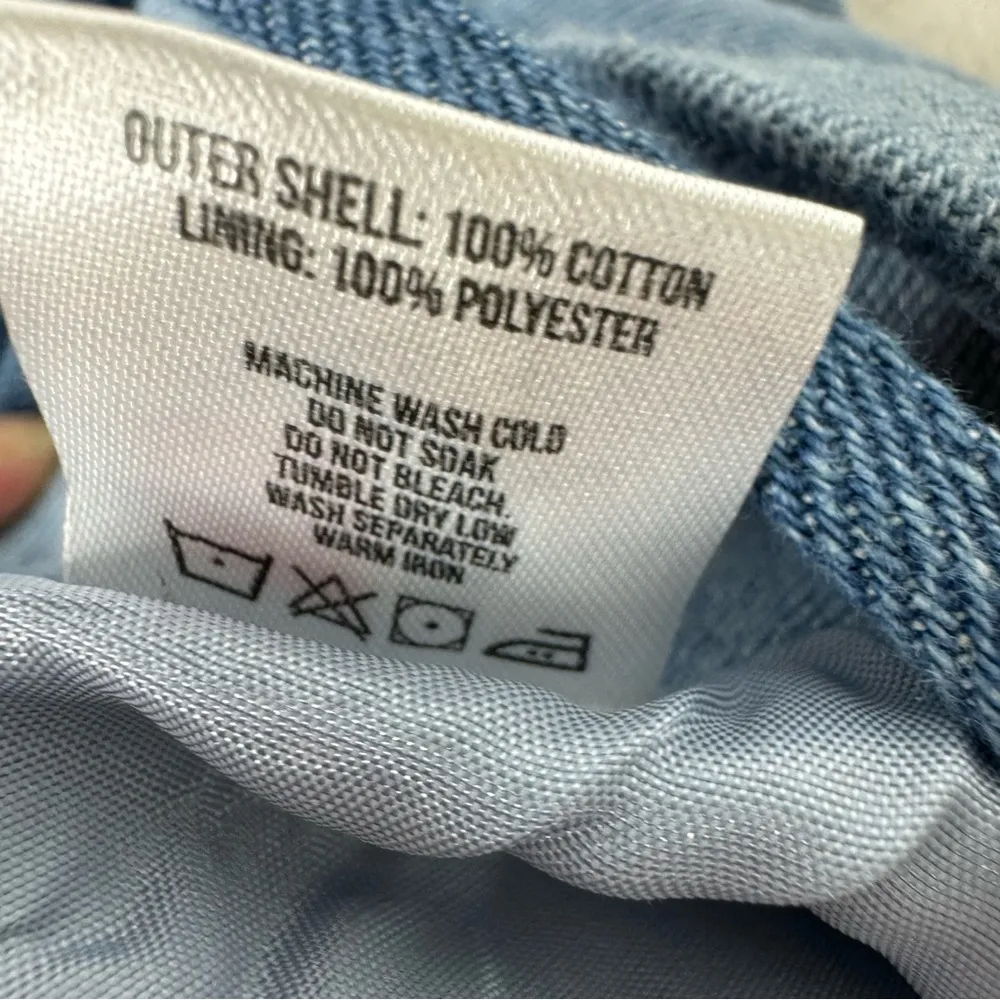 OUTER SHELL: 100% COTTON
LINING: 100% POLYESTER
MACHINE WASH COLD
DO NOT SOAK
DO NOT BLEACH.
TUMBLE DRY LOW
WASH SEPARATELY
WARM IRON